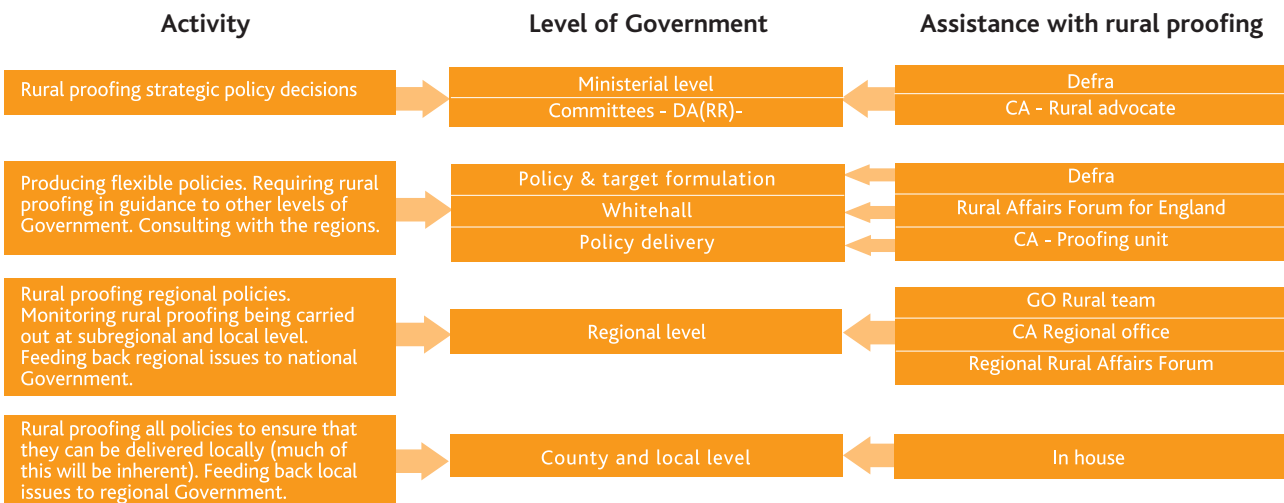 Activity
Level of Government
Assistance with rural proofing
Rural proofing strategic policy decisions
Ministerial level
Committees - DA(RR)-
Defra
CA - Rural advocate
Producing flexible policies. Requiring rural
proofing in guidance to other levels of
Government. Consulting with the regions.
Policy & target formulation
Whitehall
Policy delivery
Defra
Rural Affairs Forum for England
CA - Proofing unit
Rural proofing regional policies.
Monitoring rural proofing being carried
out at subregional and local level.
Feeding back regional issues to national
Government.
Regional level
GO Rural team
CA Regional office
Regional Rural Affairs Forum
Rural proofing all policies to ensure that
they can be delivered locally (much of
this will be inherent). Feeding back local
issues to regional Government.
County and local level
In house